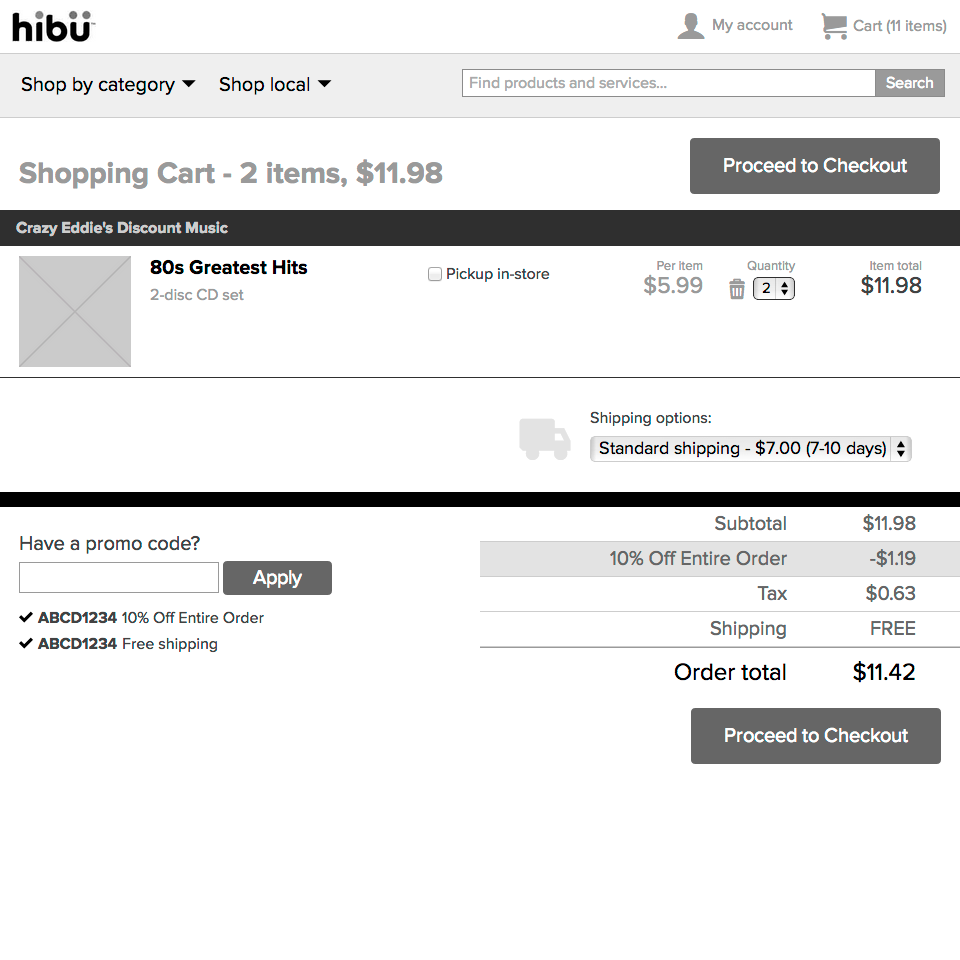 hibü
My account
Cart (11 items)
Shop by category
Shop local
Find products and services...
Search
Shopping Cart - 2 items, $11.98
Proceed to Checkout
Crazy Eddie's Discount Music
80s Greatest Hits
2-disc CD set
Pickup in-store
Per Item
$5.99
Quantity
2
Item total
$11.98
Shipping options:
Standard shipping - $7.00 (7-10 days)
Have a promo code?
Apply
ABCD1234 10% Off Entire Order
ABCD1234 Free shipping
Subtotal $11.98
10% Off Entire Order -$1.19
Tax $0.63
Shipping FREE
Order total $11.42
Proceed to Checkout